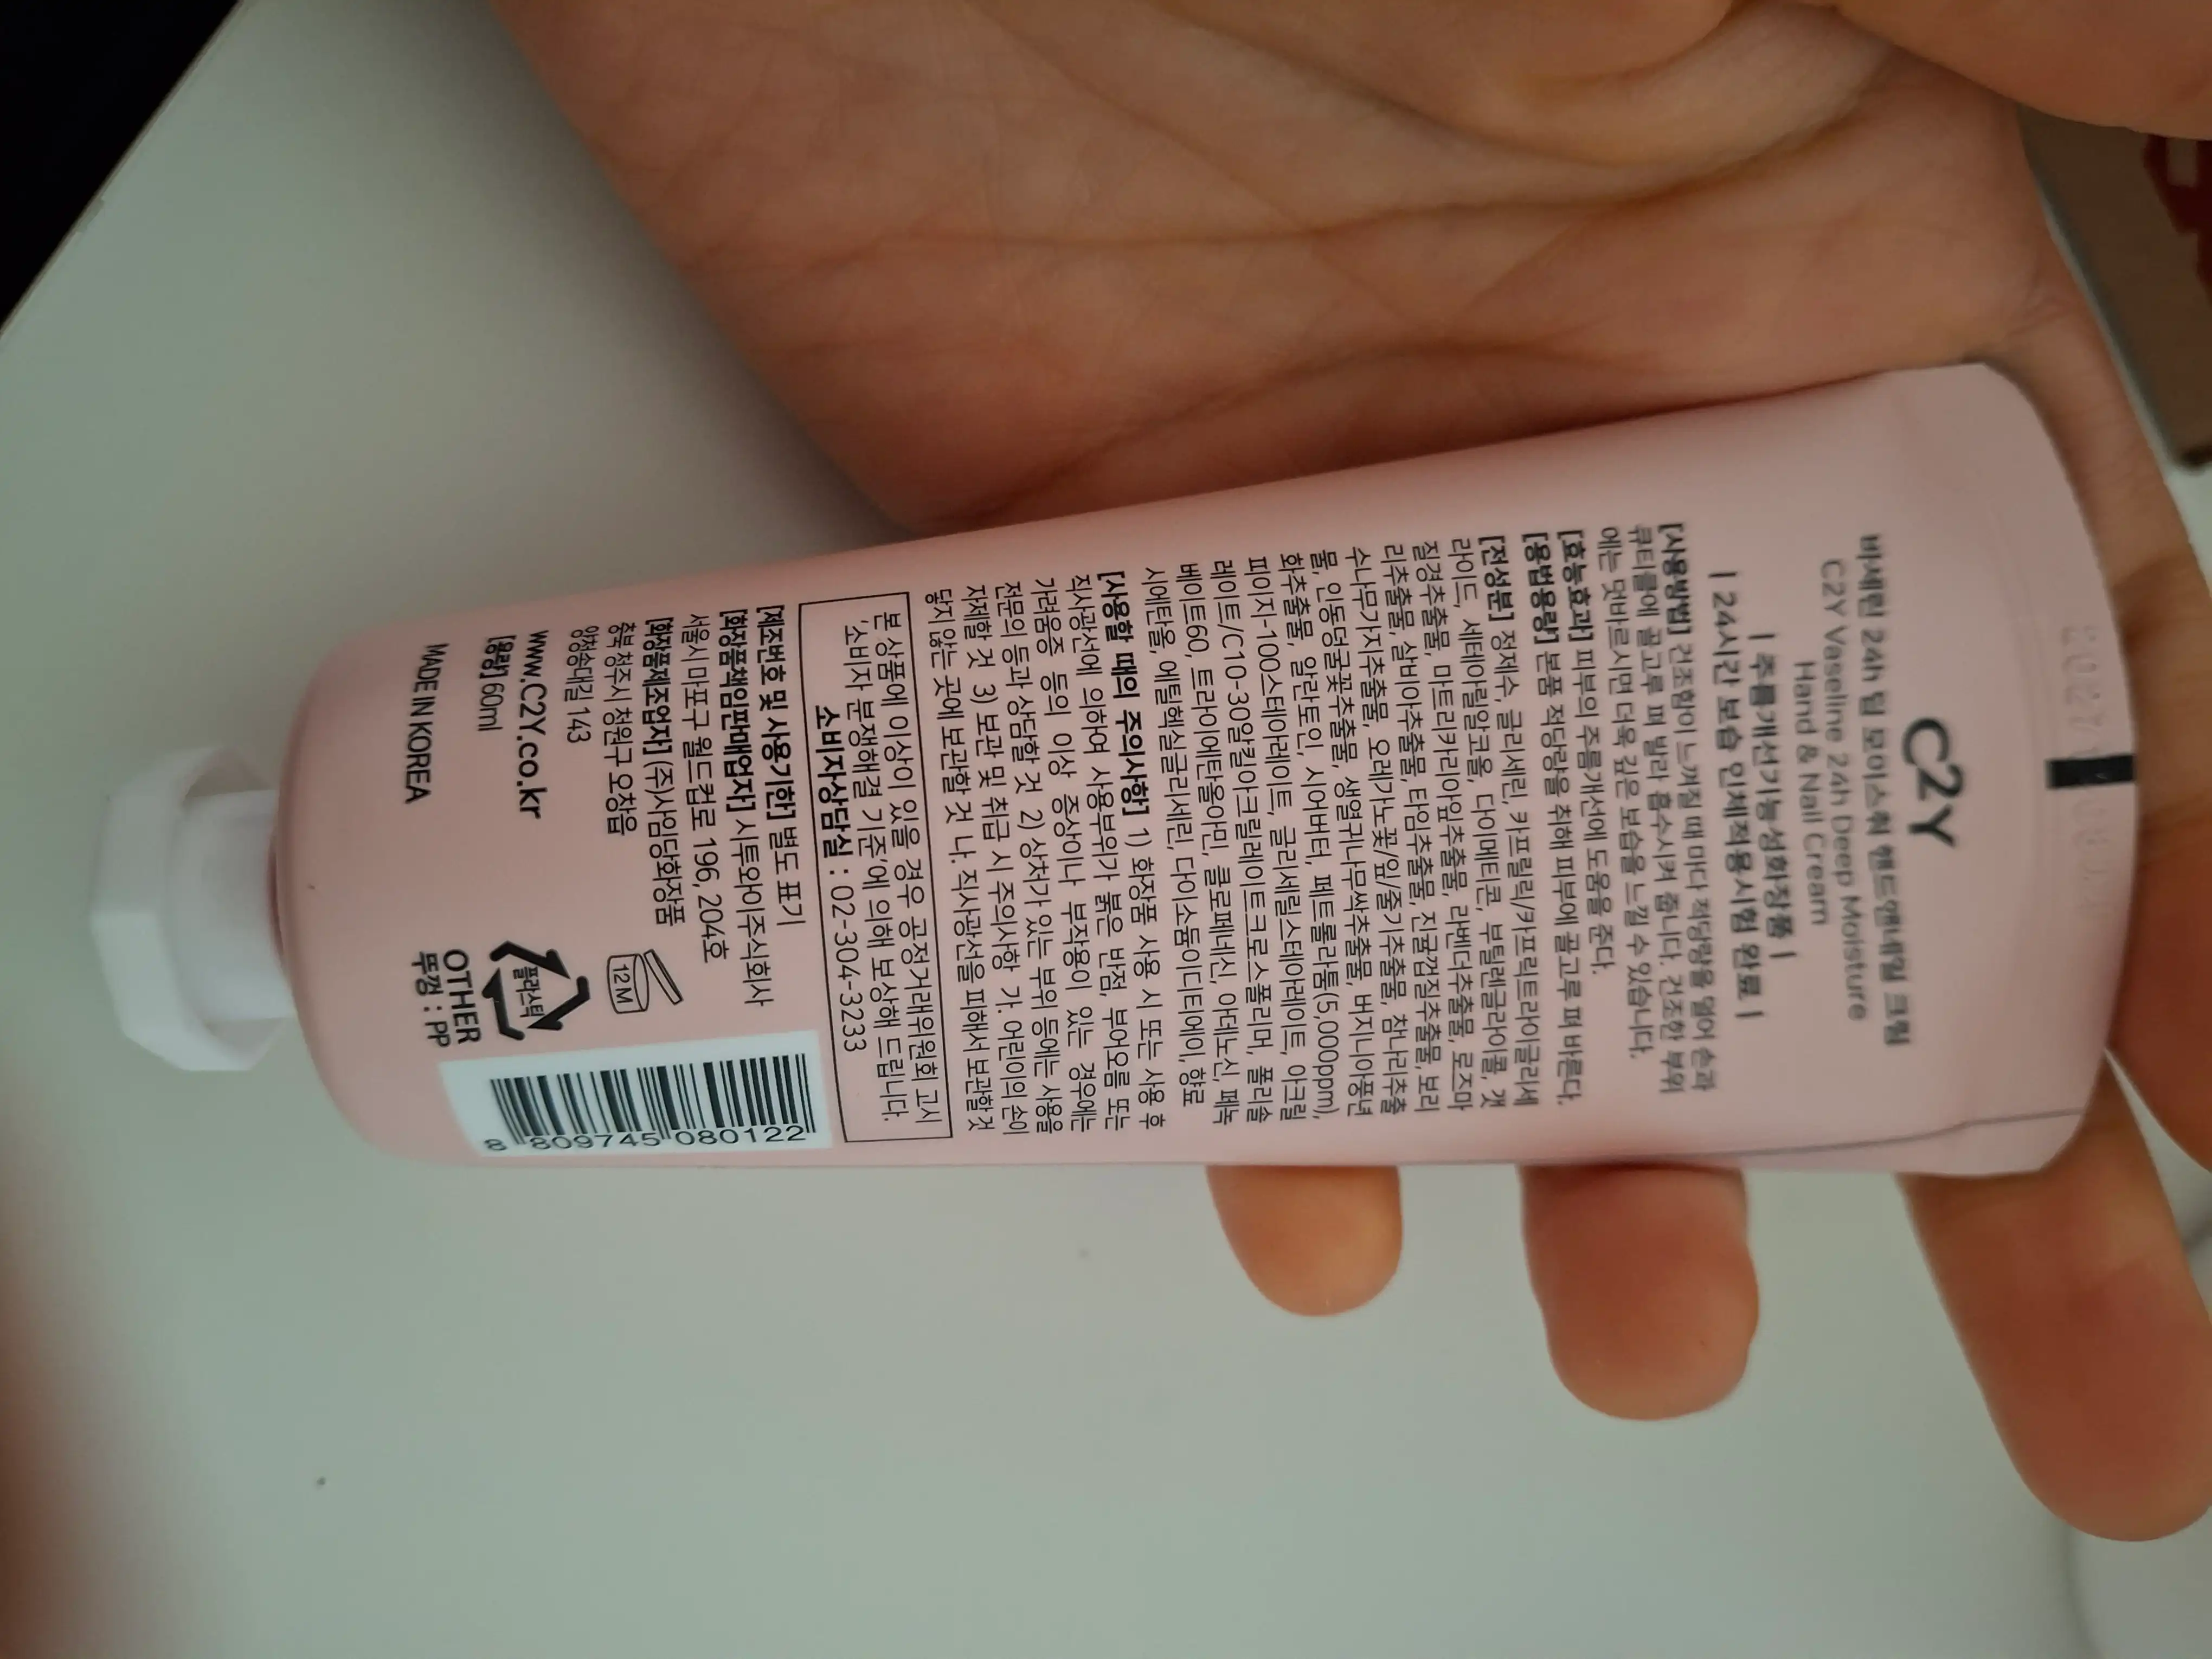 C2Y
바세린 24h 딥 모이스춰 핸드앤네일 크림
C2Y Vaseline 24h Deep Moisture
Hand & Nail Cream
| 주름개선기능성화장품 |
| 24시간 보습 인체적용시험 완료 |
[사용방법] 건조함이 느껴질 때 마다 적당량을 덜어 손과
큐티클에 골고루 펴 발라 흡수시켜 줍니다. 건조한 부위
에는 덧바르시면 더욱 깊은 보습을 느낄 수 있습니다.
[효능효과] 피부의 주름개선에 도움을 준다.
[용법용량] 본품 적당량을 취해 피부에 골고루 펴 바른다.
[전성분] 정제수, 글리세린, 카프릴릭/카프릭트라이글리세
라이드, 세테아릴알코올, 다이메티콘, 부틸렌글라이콜, 갯
질경추출물, 마트리카리아잎추출물, 라벤더추출물, 로즈마
리추출물, 살비아추출물, 타임추출물, 진귤껍질추출물, 보리
수나무가지추출물, 오레가노꽃/잎/줄기추출물, 참나리추출
물, 인동덩굴꽃추출물, 생열귀나무싹추출물, 버지니아풍년
화추출물, 알란토인, 시어버터, 페트롤라툼(5,000ppm),
피이지-100스테아레이트, 글리세릴스테아레이트, 아크릴
레이트/C10-30알킬아크릴레이트크로스폴리머, 폴리솔
베이트60, 트라이에탄올아민, 클로페네신, 아데노신, 페녹
시에탄올, 에틸헥실글리세린, 다이소듐이디티에이, 향료
[사용할 때의 주의사항] 1) 화장품 사용 시 또는 사용 후
직사광선에 의하여 사용부위가 붉은 반점, 부어오름 또는
가려움증 등의 이상 증상이나 부작용이 있는 경우에는
전문의 등과 상담할 것 2) 상처가 있는 부위 등에는 사용을
자제할 것 3) 보관 및 취급 시 주의사항 가. 어린이의 손이
닿지 않는 곳에 보관할 것 나. 직사광선을 피해서 보관할 것
본 상품에 이상이 있을 경우 공정거래위원회 고시
'소비자 분쟁해결 기준'에 의해 보상해 드립니다.
소비자상담실 : 02-304-3233
[제조번호 및 사용기한] 별도 표기
[화장품책임판매업자] 시투와이주식회사
서울시 마포구 월드컵로 196, 204호
[화장품제조업자] (주)사임당화장품
충북 청주시 청원구 오창읍
양청송대길 143
www.C2Y.co.kr
[용량] 60ml
MADE IN KOREA
12M
플라스틱
OTHER
뚜껑 : PP
8 809745 080122